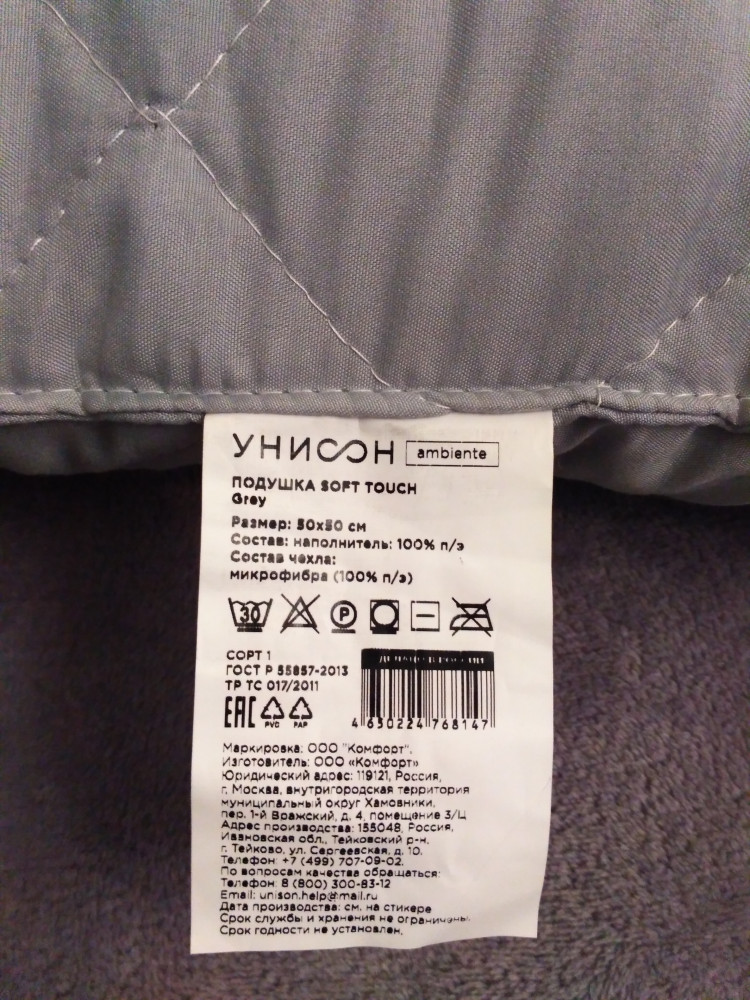 УНИСОН ambiente
ПОДУШКА SOFT TOUCH
Grey
Размер: 50х50 см
Состав: наполнитель: 100% п/э
Состав чехла:
микрофибра (100% п/э)
30 P
СОРТ 1
ГОСТ Р 55857-2013
ТР ТС 017/2011
EAC PVC PAP
4 630224 768147
Маркировка: ООО "Комфорт".
Изготовитель: ООО «Комфорт»
Юридический адрес: 119121, Россия,
г. Москва, внутригородская территория
муниципальный округ Хамовники,
пер. 1-й Вражский, д. 4, помещение 3/Ц
Адрес производства: 155048, Россия,
Ивановская обл., Тейковский р-н,
г. Тейково, ул. Сергеевская, д. 10.
Телефон: +7 (499) 707-09-02.
По вопросам качества обращаться:
Телефон: 8 (800) 300-83-12
Email: unison.help@mail.ru
Дата производства: см. на стикере
Срок службы и хранения не ограничены.
Срок годности не установлен.